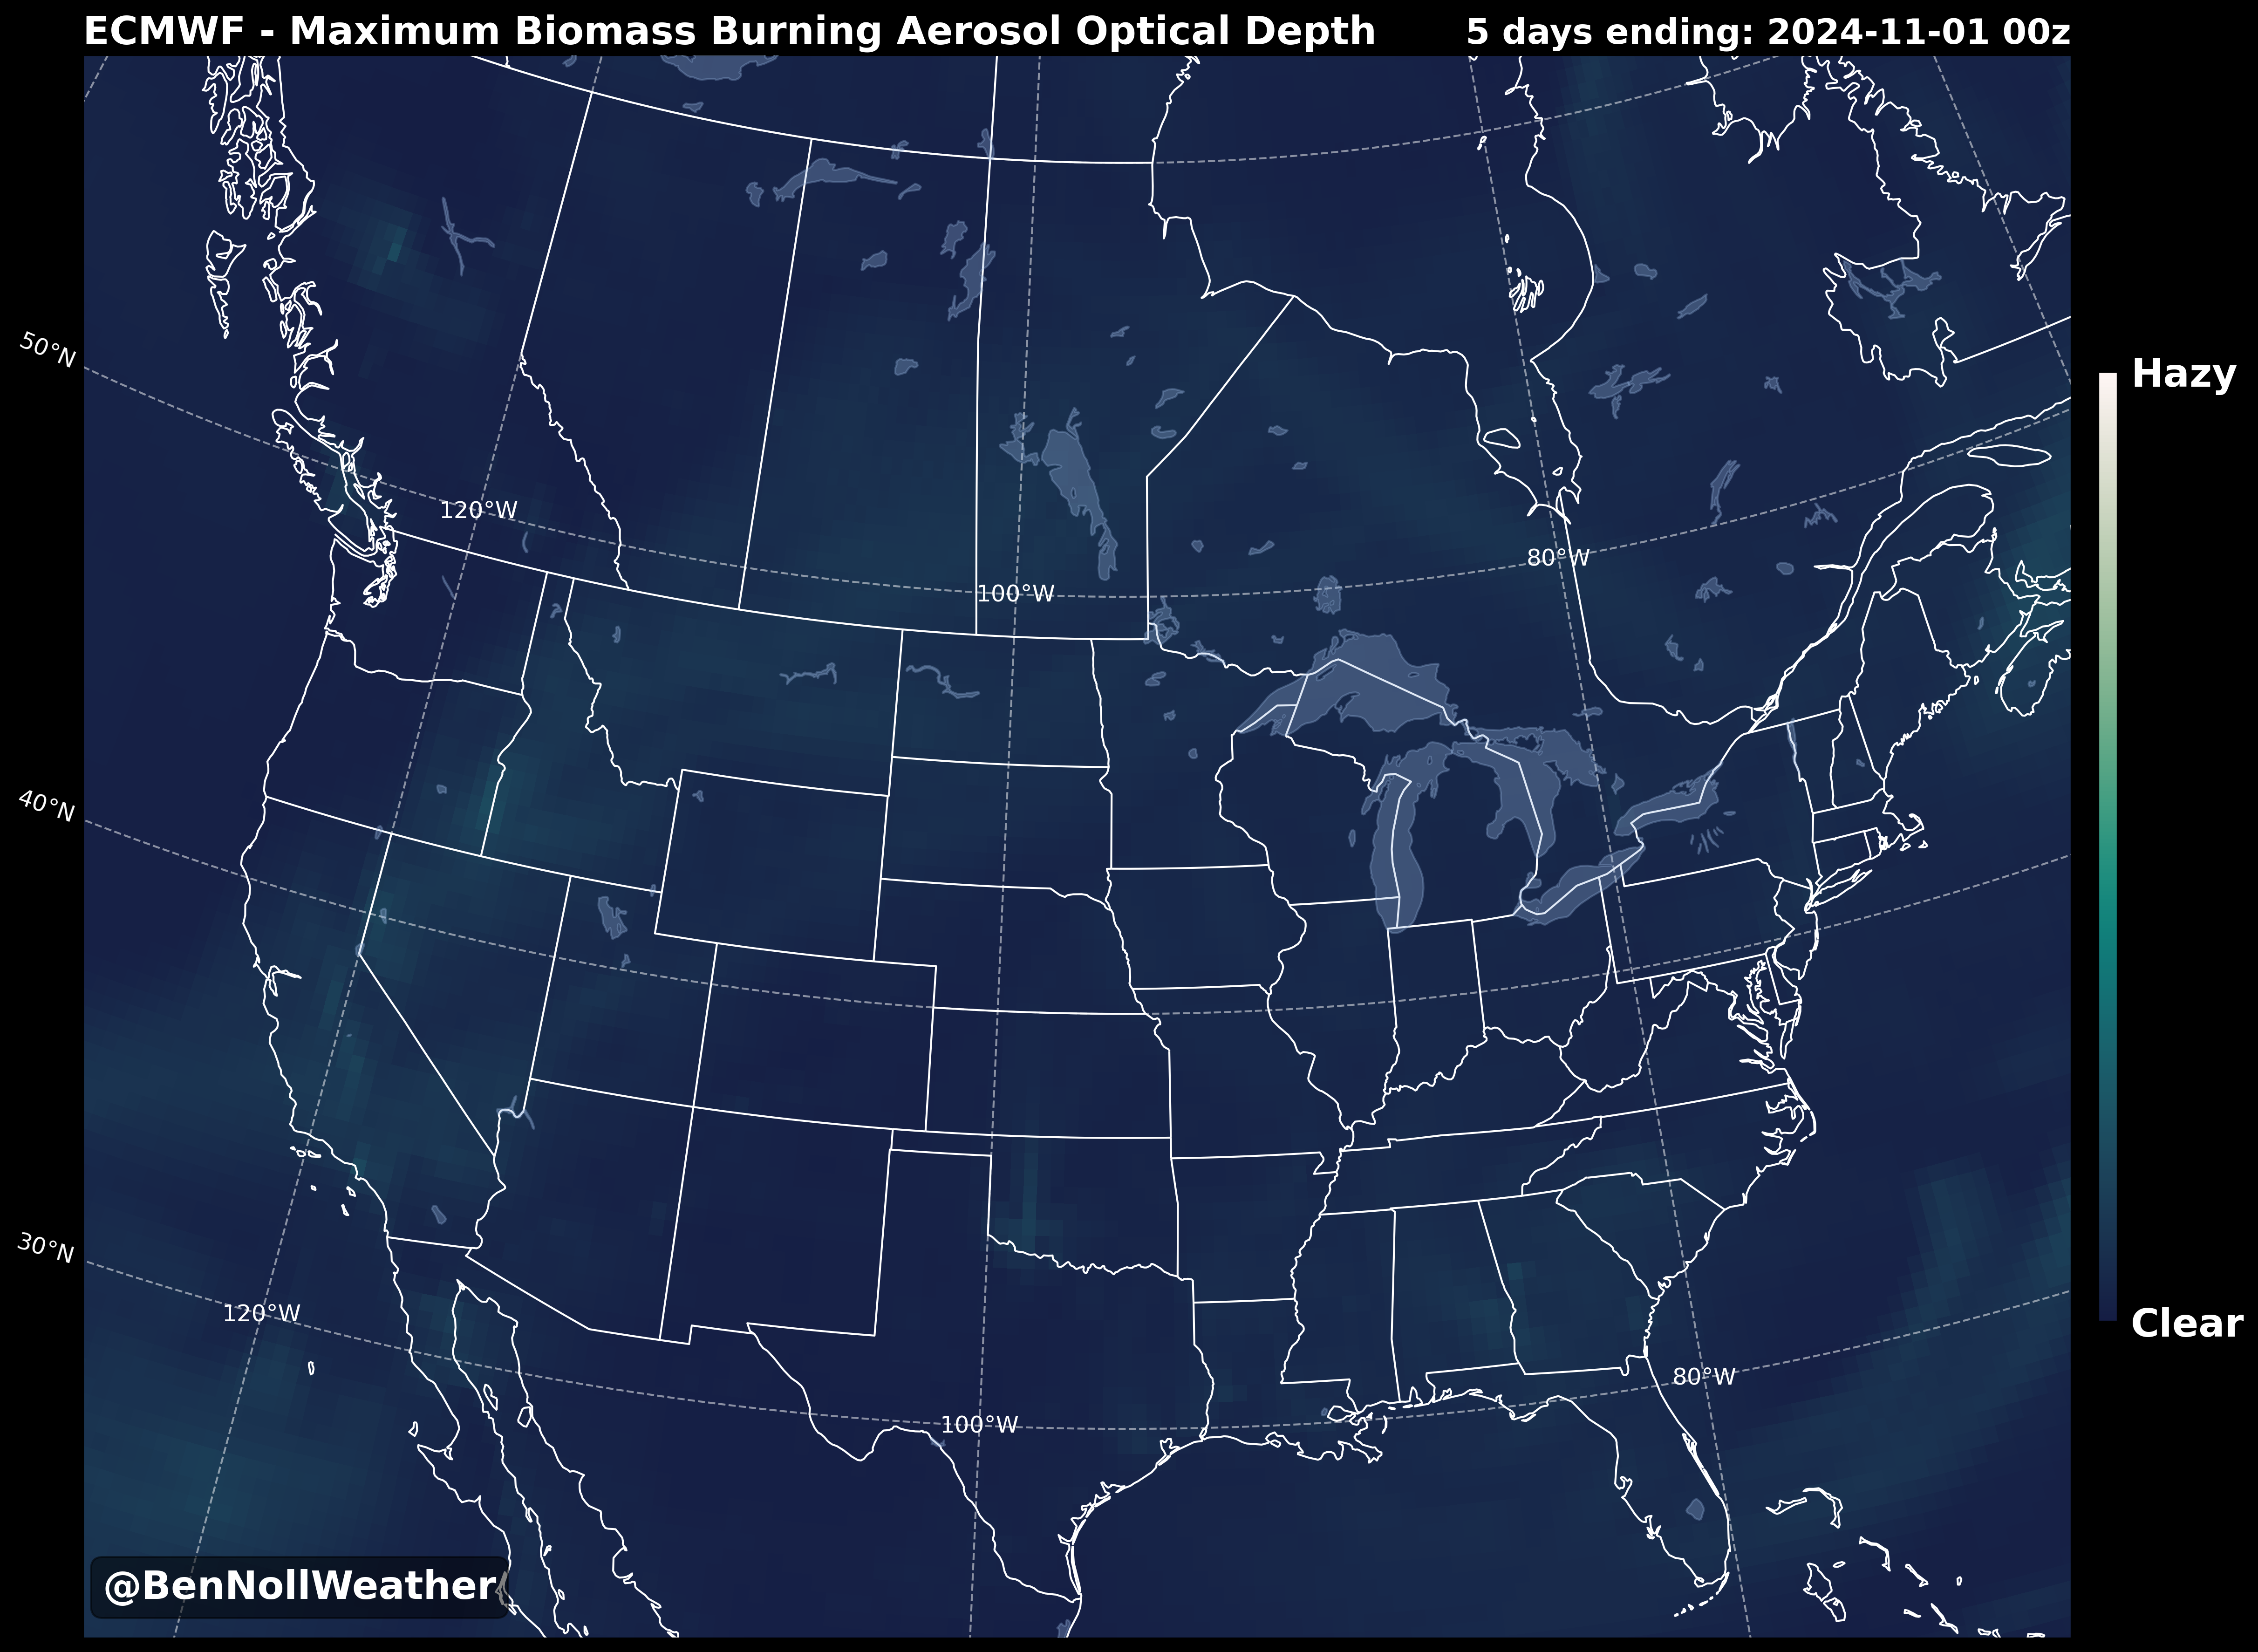 ECMWF - Maximum Biomass Burning Aerosol Optical Depth
5 days ending: 2024-11-01 00z
50°N
40°N
30°N
120°W
100°W
80°W
120°W
100°W
80°W
Hazy
Clear
@BenNollWeather